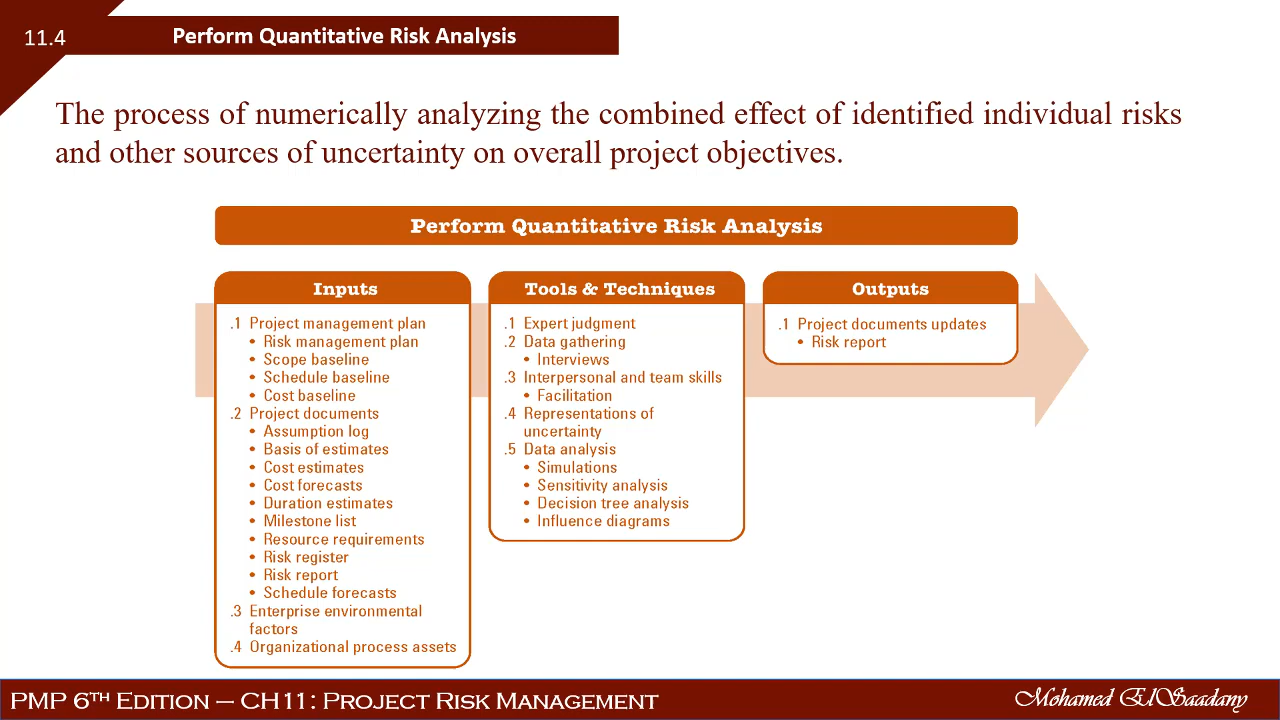 11.4
Perform Quantitative Risk Analysis
The process of numerically analyzing the combined effect of identified individual risks
and other sources of uncertainty on overall project objectives.
Perform Quantitative Risk Analysis
Inputs
.1 Project management plan
• Risk management plan
• Scope baseline
• Schedule baseline
• Cost baseline
.2 Project documents
• Assumption log
• Basis of estimates
• Cost estimates
• Cost forecasts
• Duration estimates
• Milestone list
• Resource requirements
• Risk register
• Risk report
• Schedule forecasts
.3 Enterprise environmental
factors
.4 Organizational process assets
Tools & Techniques
.1 Expert judgment
.2 Data gathering
• Interviews
.3 Interpersonal and team skills
• Facilitation
.4 Representations of
uncertainty
.5 Data analysis
• Simulations
• Sensitivity analysis
• Decision tree analysis
• Influence diagrams
Outputs
.1 Project documents updates
• Risk report
PMP 6TH Edition – CH11: Project Risk Management
Mohamed ElSaadany